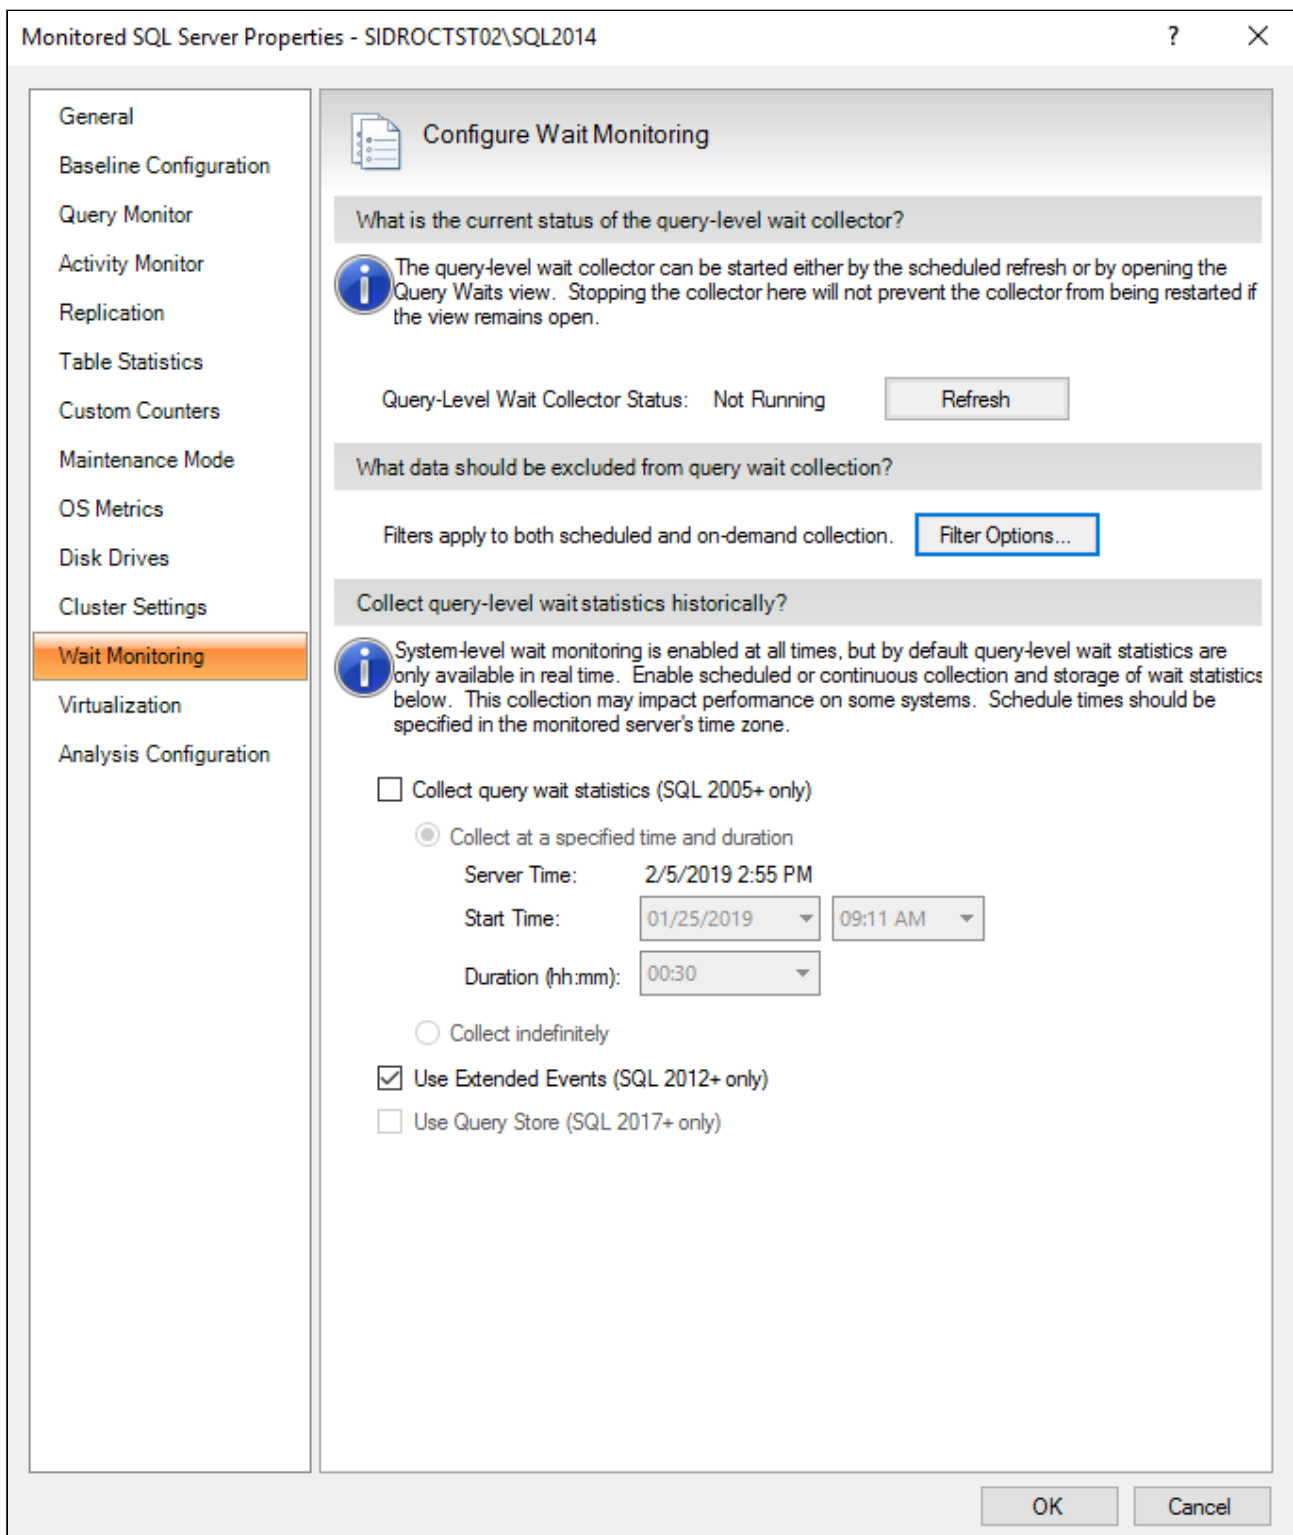 Monitored SQL Server Properties - SIDROCTST02\SQL2014
?
General
Baseline Configuration
Query Monitor
Activity Monitor
Replication
Table Statistics
Custom Counters
Maintenance Mode
OS Metrics
Disk Drives
Cluster Settings
Wait Monitoring
Virtualization
Analysis Configuration
Configure Wait Monitoring
What is the current status of the query-level wait collector?
The query-level wait collector can be started either by the scheduled refresh or by opening the
Query Waits view. Stopping the collector here will not prevent the collector from being restarted if
the view remains open.
Query-Level Wait Collector Status: Not Running Refresh
What data should be excluded from query wait collection?
Filters apply to both scheduled and on-demand collection. Filter Options...
Collect query-level wait statistics historically?
System-level wait monitoring is enabled at all times, but by default query-level wait statistics are
only available in real time. Enable scheduled or continuous collection and storage of wait statistics
below. This collection may impact performance on some systems. Schedule times should be
specified in the monitored server's time zone.
Collect query wait statistics (SQL 2005+ only)
Collect at a specified time and duration
Server Time: 2/5/2019 2:55 PM
Start Time: 01/25/2019 09:11 AM
Duration (hh:mm): 00:30
Collect indefinitely
Use Extended Events (SQL 2012+ only)
Use Query Store (SQL 2017+ only)
OK Cancel